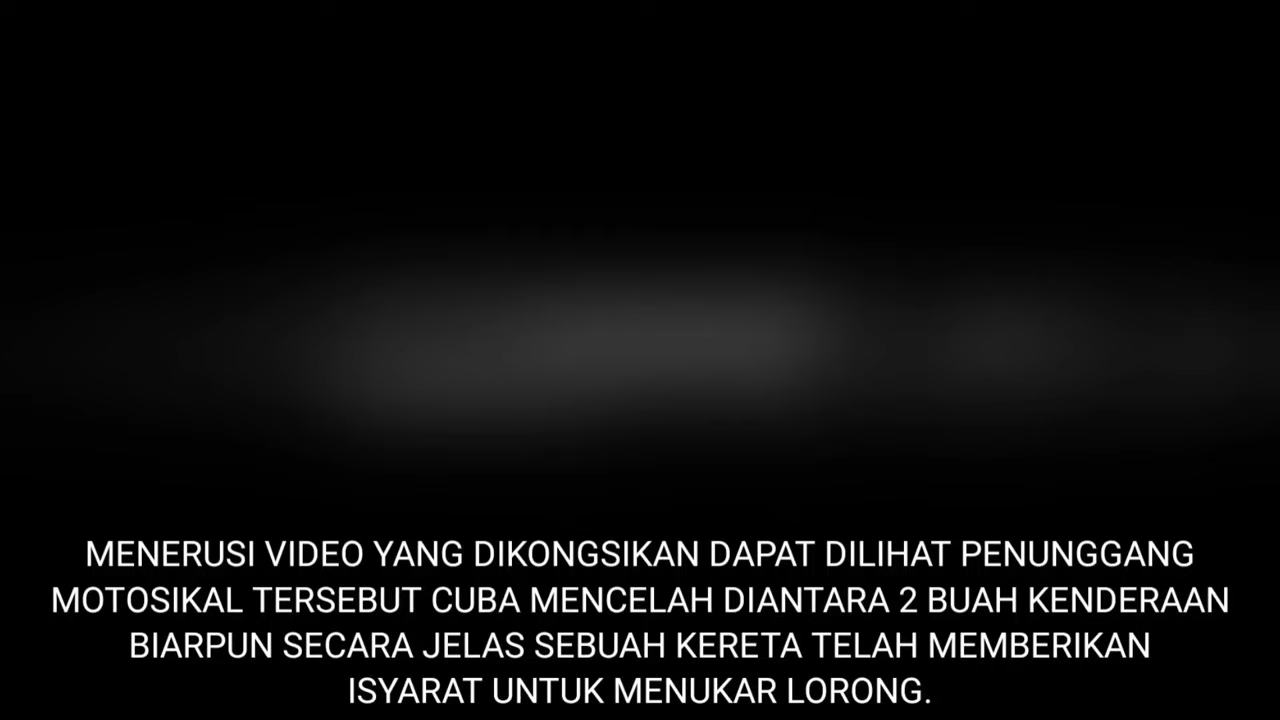 MENERUSI VIDEO YANG DIKONGSIKAN DAPAT DILIHAT PENUNGGANG
MOTOSIKAL TERSEBUT CUBA MENCELAH DIANTARA 2 BUAH KENDERAAN
BIARPUN SECARA JELAS SEBUAH KERETA TELAH MEMBERIKAN
ISYARAT UNTUK MENUKAR LORONG.